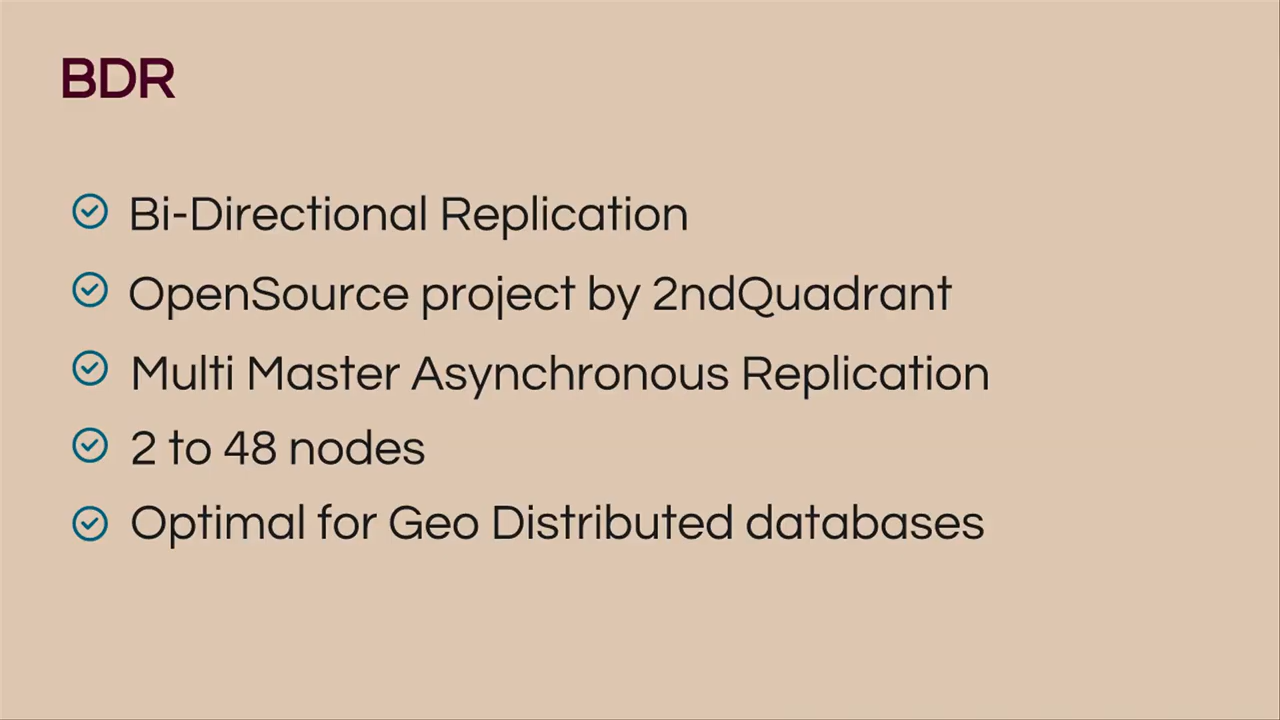 BDR
Bi-Directional Replication
OpenSource project by 2ndQuadrant
Multi Master Asynchronous Replication
2 to 48 nodes
Optimal for Geo Distributed databases